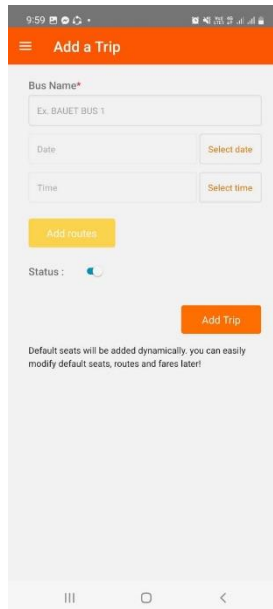 9:59
Add a Trip
Bus Name*
Ex. BAUET BUS 1
Date
Select date
Time
Select time
Add routes
Status :
Add Trip
Default seats will be added dynamically. you can easily
modify default seats, routes and fares later!